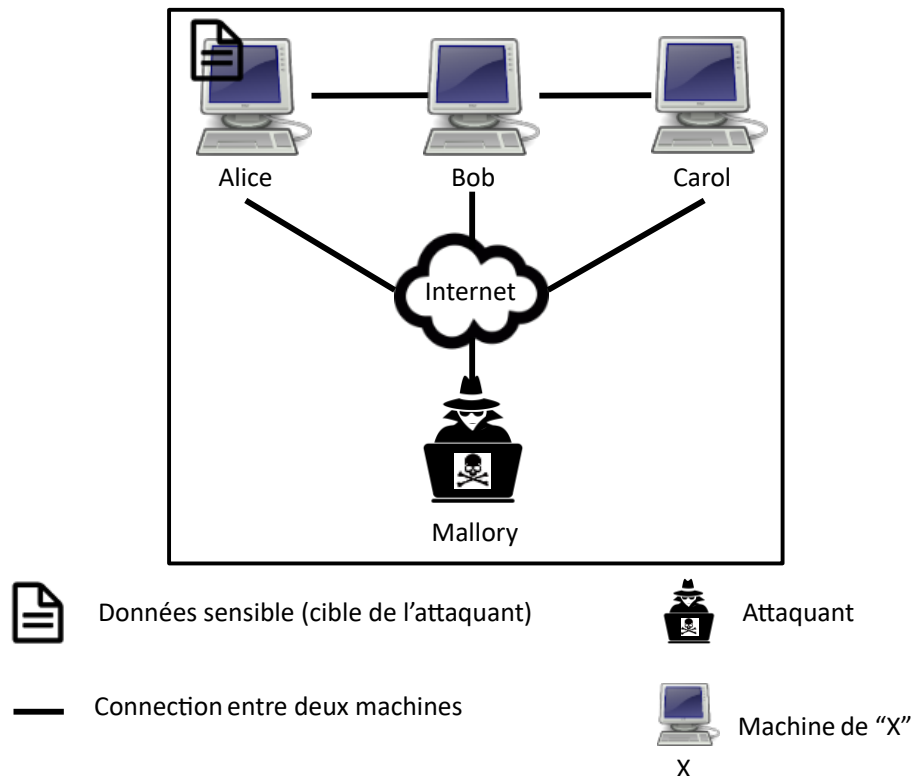 Alice
Bob
Carol
Internet
Mallory
Données sensible (cible de l'attaquant)
Attaquant
Connection entre deux machines
Machine de “X”
X